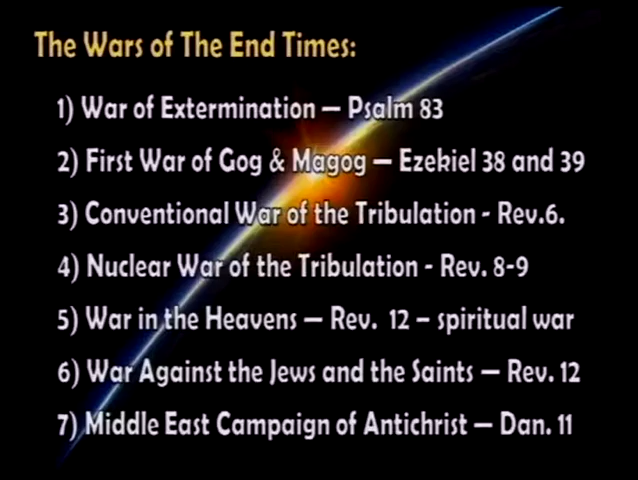 The Wars of The End Times:
1) War of Extermination – Psalm 83
2) First War of Gog & Magog – Ezekiel 38 and 39
3) Conventional War of the Tribulation - Rev.6.
4) Nuclear War of the Tribulation - Rev. 8-9
5) War in the Heavens – Rev. 12 – spiritual war
6) War Against the Jews and the Saints – Rev. 12
7) Middle East Campaign of Antichrist – Dan. 11